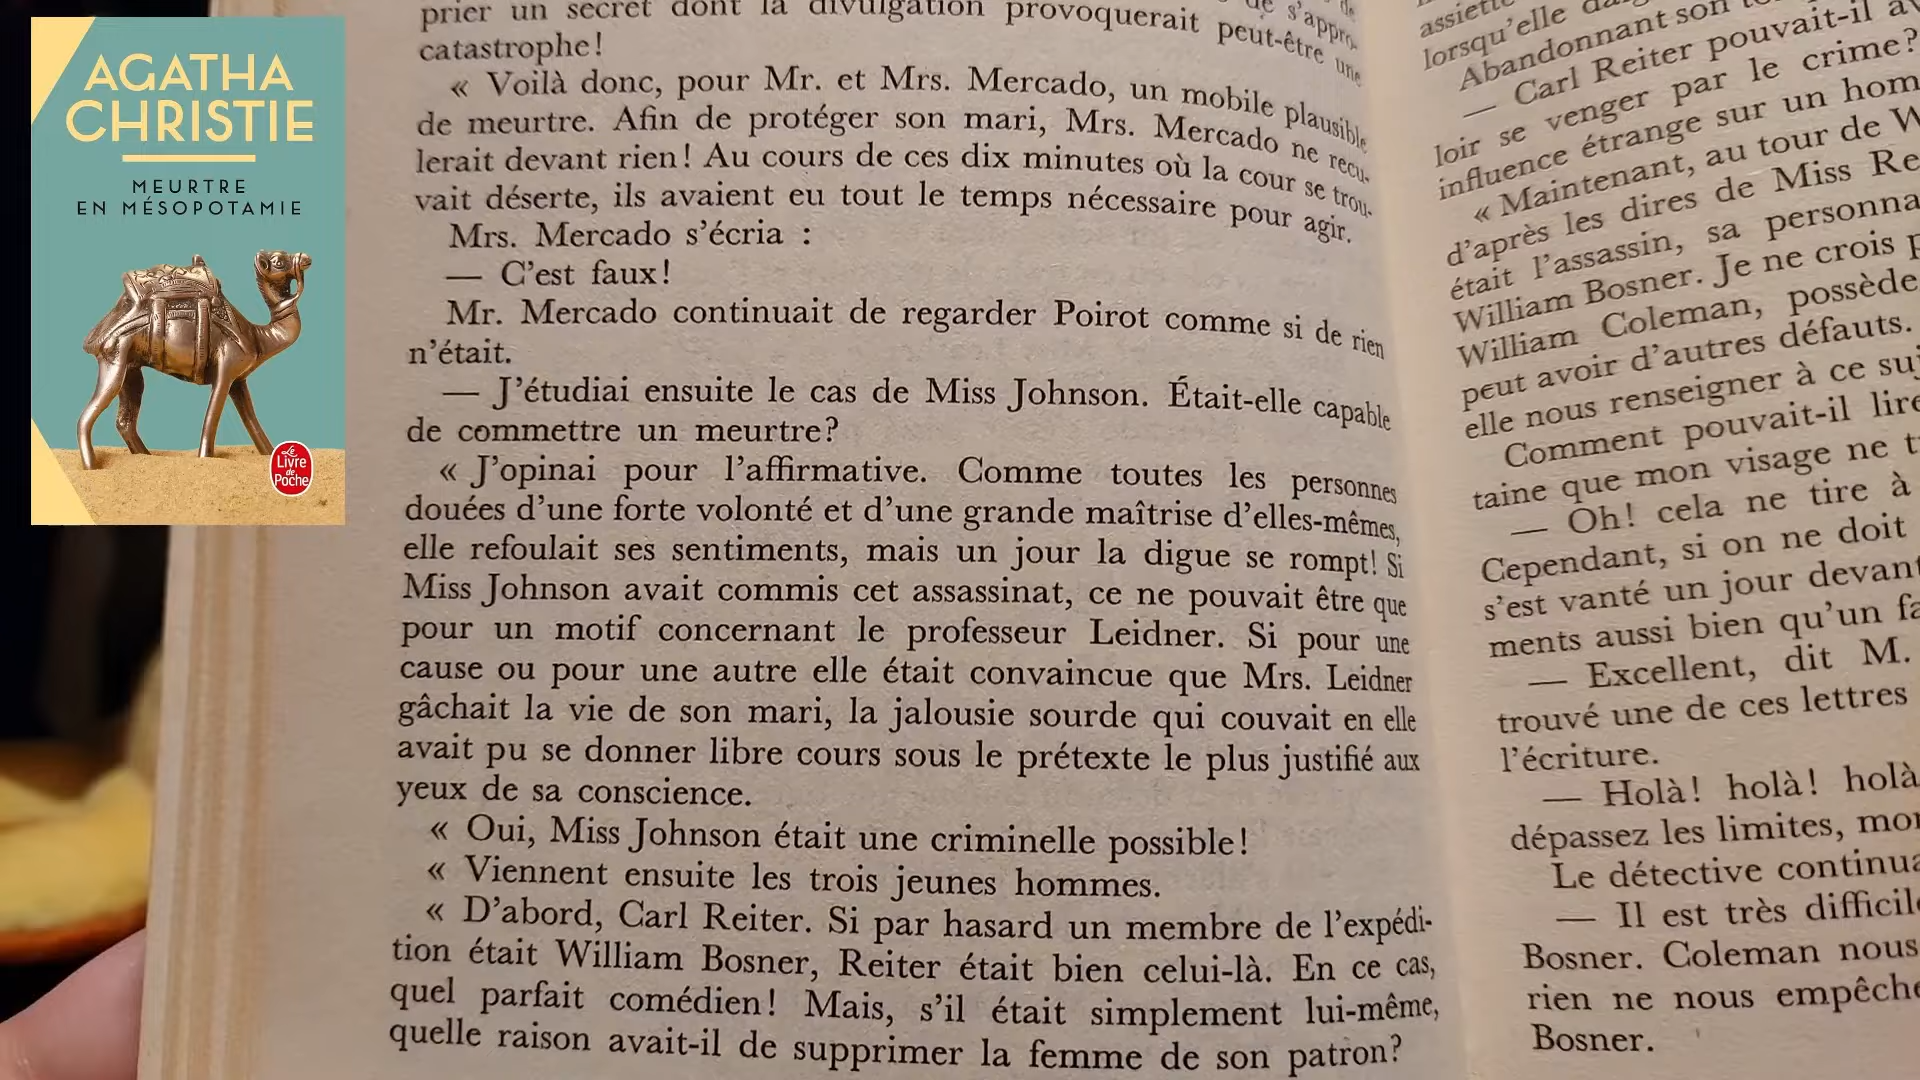 AGATHA
CHRISTIE
MEURTRE
EN MÉSOPOTAMIE
Le
Livre
de
Poche
prier un secret dont la divulgation provoquerait peut-être une
catastrophe!
« Voilà donc, pour Mr. et Mrs. Mercado, un mobile plausible
de meurtre. Afin de protéger son mari, Mrs. Mercado ne recu-
lerait devant rien! Au cours de ces dix minutes où la cour se trou-
vait déserte, ils avaient eu tout le temps nécessaire pour agir.
Mrs. Mercado s'écria :
— C'est faux!
Mr. Mercado continuait de regarder Poirot comme si de rien
n'était.
— J'étudiai ensuite le cas de Miss Johnson. Était-elle capable
de commettre un meurtre?
« J'opinai pour l'affirmative. Comme toutes les personnes
douées d'une forte volonté et d'une grande maîtrise d'elles-mêmes,
elle refoulait ses sentiments, mais un jour la digue se rompt! Si
Miss Johnson avait commis cet assassinat, ce ne pouvait être que
pour un motif concernant le professeur Leidner. Si pour une
cause ou pour une autre elle était convaincue que Mrs. Leidner
gâchait la vie de son mari, la jalousie sourde qui couvait en elle
avait pu se donner libre cours sous le prétexte le plus justifié aux
yeux de sa conscience.
« Oui, Miss Johnson était une criminelle possible!
« Viennent ensuite les trois jeunes hommes.
« D'abord, Carl Reiter. Si par hasard un membre de l'expédi-
tion était William Bosner, Reiter était bien celui-là. En ce cas,
quel parfait comédien! Mais, s'il était simplement lui-même,
quelle raison avait-il de supprimer la femme de son patron?
assiette
lorsqu'elle
Abandonnant son
— Carl Reiter pouvait-il
loir se venger par le crime?
influence étrange sur un
« Maintenant, au tour de
d'après les dires de Miss
était l'assassin, sa
William Bosner. Je ne crois
William Coleman, possède
peut avoir d'autres défauts.
elle nous renseigner à ce
Comment pouvait-il lire
taine que mon visage ne
— Oh! cela ne tire à
Cependant, si on ne doit
s'est vanté un jour devant
ments aussi bien qu'un
— Excellent, dit M.
trouvé une de ces lettres
l'écriture.
— Holà! holà! holà
dépassez les limites,
Le détective
— Il est très
Bosner. Coleman nous
rien ne nous
Bosner.